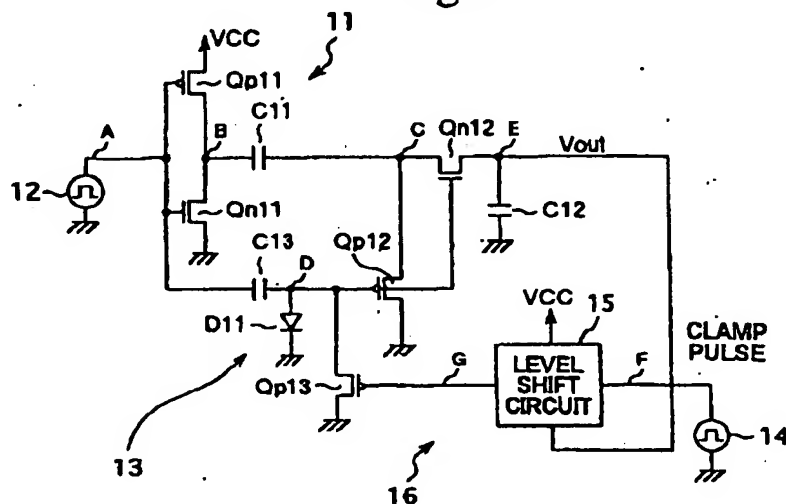 11
VCC
Qp11
C11
A
B
C
Qn12
E
Vout
12
Qn11
C12
C13
D
Qp12
D11
VCC
15
CLAMP
PULSE
LEVEL
SHIFT
CIRCUIT
G
F
Qp13
14
13
16